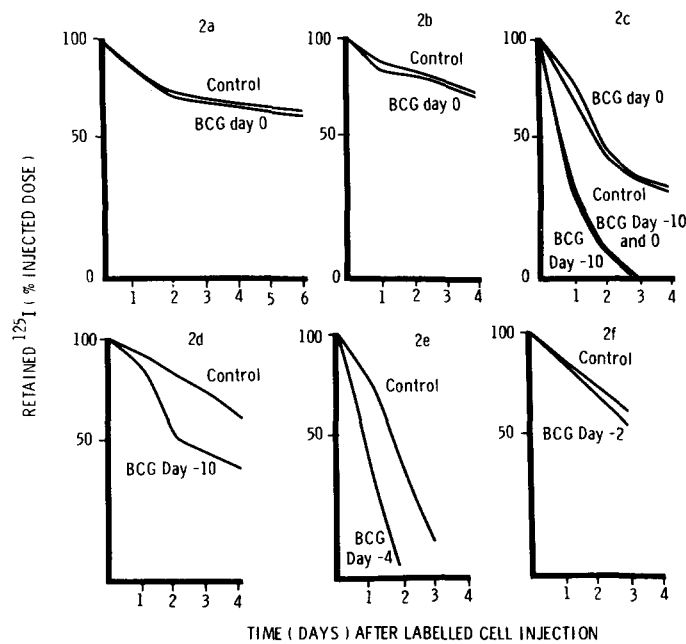 2a
100
50
0
Control
BCG day 0
1 2 3 4 5 6
2b
100
50
Control
BCG day 0
1 2 3 4
2c
100
50
0
BCG day 0
Control
BCG Day -10
and 0
BCG
Day -10
1 2 3 4
RETAINED 125I ( % INJECTED DOSE )
2d
100
50
Control
BCG Day -10
1 2 3 4
2e
100
50
Control
BCG
Day -4
1 2 3 4
2f
100
50
Control
BCG Day -2
1 2 3 4
TIME ( DAYS ) AFTER LABELLED CELL INJECTION